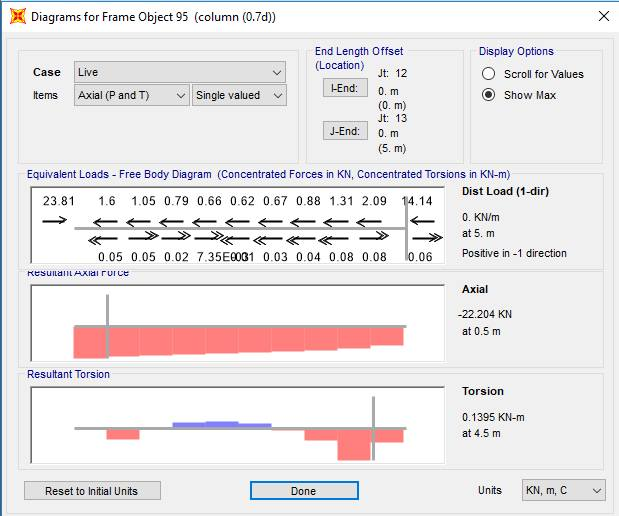 Diagrams for Frame Object 95 (column (0.7d))
Case
Live
Items
Axial (P and T)
Single valued
End Length Offset
(Location)
Jt: 12
I-End:
0. m
(0. m)
Jt: 13
J-End:
0. m
(5. m)
Display Options
Scroll for Values
Show Max
Equivalent Loads - Free Body Diagram (Concentrated Forces in KN, Concentrated Torsions in KN-m)
23.81 1.6 1.05 0.79 0.66 0.62 0.67 0.88 1.31 2.09 14.14
0.05 0.05 0.02 7.35E-03 0.03 0.04 0.08 0.08 0.06
Dist Load (1-dir)
0. KN/m
at 5. m
Positive in -1 direction
Resultant Axial Force
Axial
-22.204 KN
at 0.5 m
Resultant Torsion
Torsion
0.1395 KN-m
at 4.5 m
Reset to Initial Units
Done
Units
KN, m, C